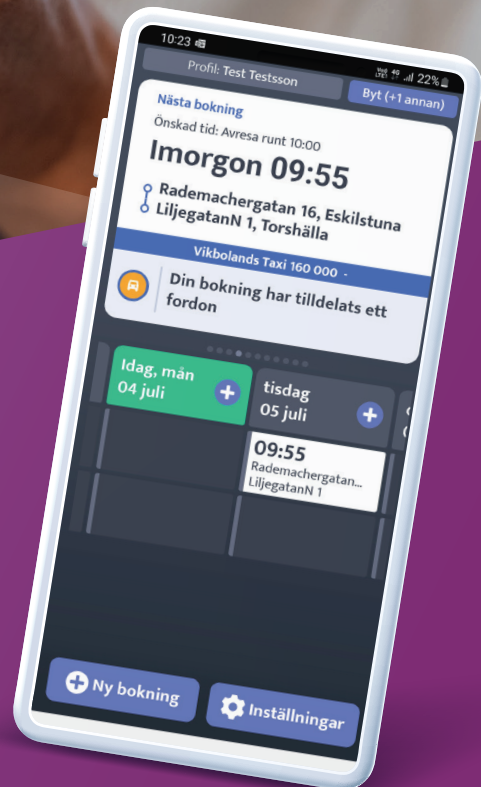 10:23
4G 22%
Profil: Test Testsson
Byt (+1 annan)
Nästa bokning
Önskad tid: Avresa runt 10:00
Imorgon 09:55
Rademachergatan 16, Eskilstuna
LiljegatanN 1, Torshälla
Vikbolands Taxi 160 000 -
Din bokning har tilldelats ett
fordon
Idag, mån
04 juli
tisdag
05 juli
09:55
Rademachergatan...
LiljegatanN 1
Ny bokning
Inställningar